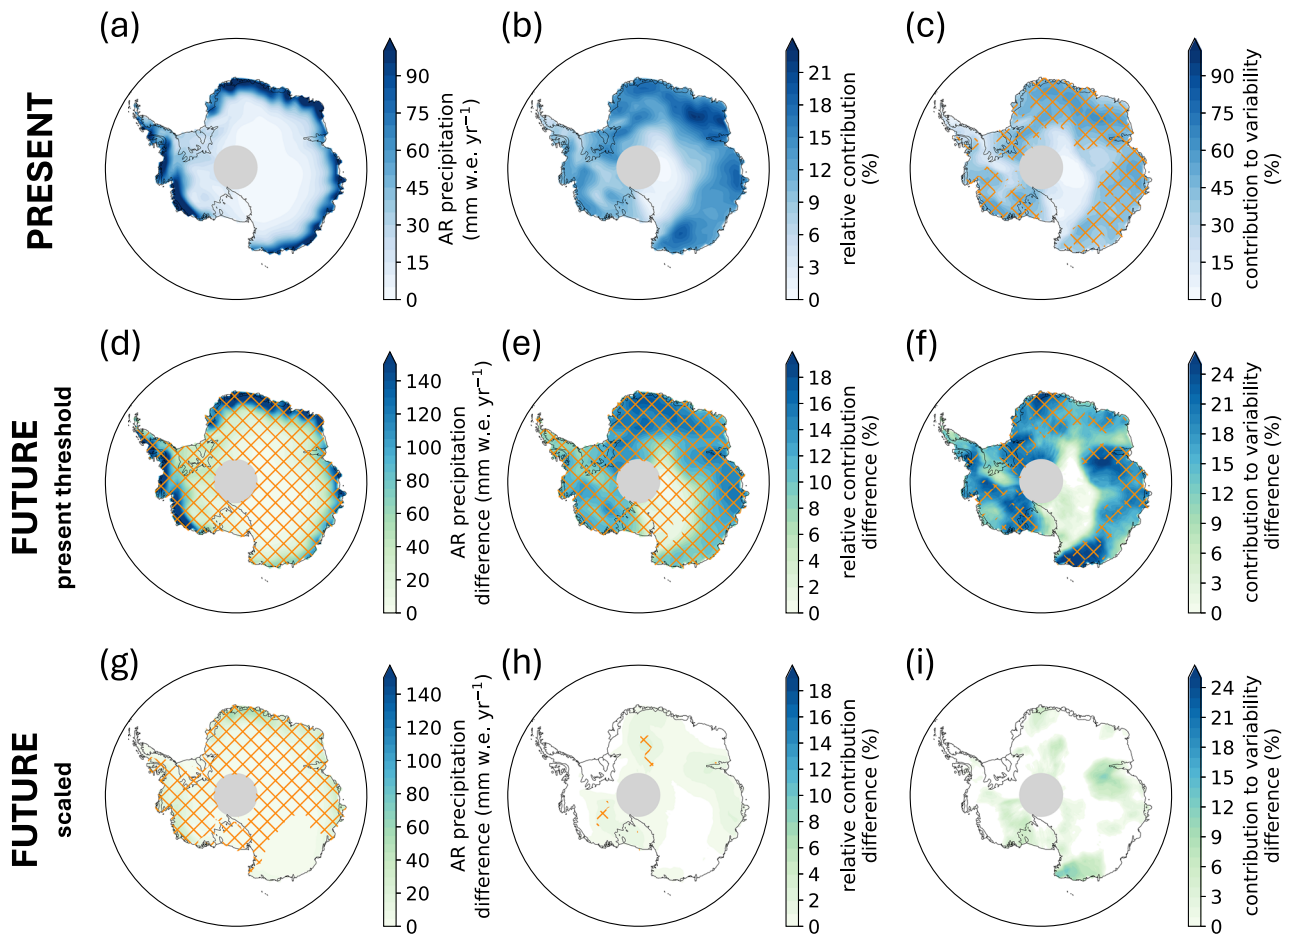 (a)
(b)
(c)
PRESENT
90
75
60
45
30
15
0
AR precipitation
(mm w.e. yr⁻¹)
21
18
15
12
9
6
3
0
relative contribution
(%)
90
75
60
45
30
15
0
contribution to variability
(%)
(d)
(e)
(f)
FUTURE
present threshold
140
120
100
80
60
40
20
0
AR precipitation
difference (mm w.e. yr⁻¹)
18
16
14
12
10
8
6
4
2
0
relative contribution
difference (%)
24
21
18
15
12
9
6
3
0
contribution to variability
difference (%)
(g)
(h)
(i)
FUTURE
scaled
140
120
100
80
60
40
20
0
AR precipitation
difference (mm w.e. yr⁻¹)
18
16
14
12
10
8
6
4
2
0
relative contribution
difference (%)
24
21
18
15
12
9
6
3
0
contribution to variability
difference (%)